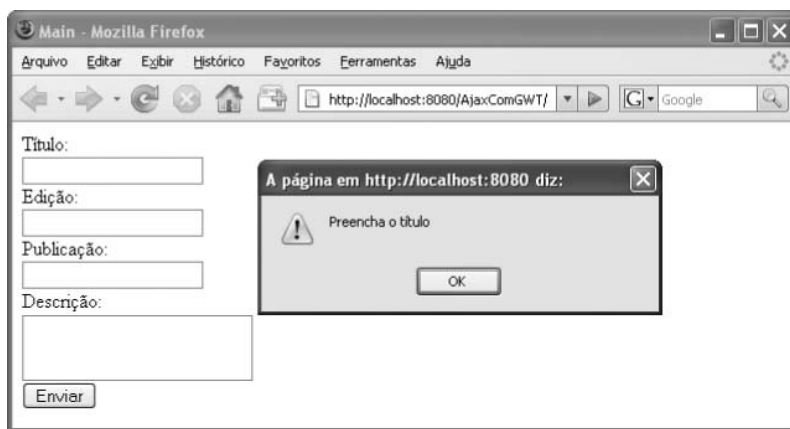 Main - Mozilla Firefox
Arquivo Editar Exibir Histórico Favoritos Ferramentas Ajuda
http://localhost:8080/AjaxComGWT/ G Google
Título:
Edição:
Publicação:
Descrição:
Enviar
A página em http://localhost:8080 diz:
Preencha o título
OK